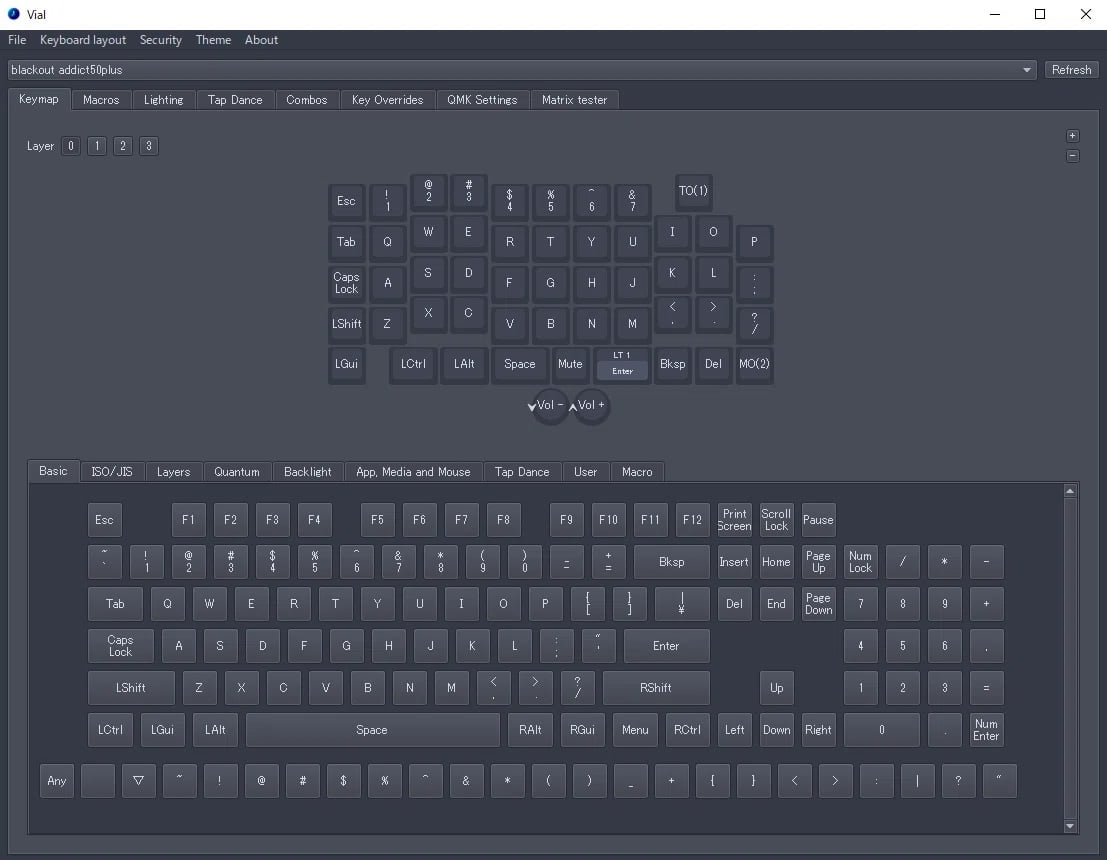 Vial
File Keyboard layout Security Theme About
blackout addict50plus Refresh
Keymap Macros Lighting Tap Dance Combos Key Overrides QMK Settings Matrix tester
Layer 0 1 2 3 +
−
@ # TO(1)
Esc ! 2 3 $ % ^ &
1 4 5 6 7
W E I O
Tab Q R T Y U P
S D K L
Caps A F G H J :
Lock ;
X C < >
LShift Z V B N M , . ?
/
LT 1
LGui LCtrl LAlt Space Mute Enter Bksp Del MO(2)
Vol - Vol +
Basic ISO/JIS Layers Quantum Backlight App, Media and Mouse Tap Dance User Macro
Esc F1 F2 F3 F4 F5 F6 F7 F8 F9 F10 F11 F12 Print Scroll Pause
Screen Lock
~ ! @ # $ % ^ & * ( ) _ + Bksp Insert Home Page Num / * -
` 1 2 3 4 5 6 7 8 9 0 - = Up Lock
Tab Q W E R T Y U I O P { } | Del End Page 7 8 9 +
[ ] ¥ Down
Caps A S D F G H J K L : " Enter 4 5 6 ,
Lock ; '
LShift Z X C V B N M < > ? RShift Up 1 2 3 =
, . /
LCtrl LGui LAlt Space RAlt RGui Menu RCtrl Left Down Right 0 . Num
Enter
Any ▽ ~ ! @ # $ % ^ & * ( ) _ + { } < > : | ? "